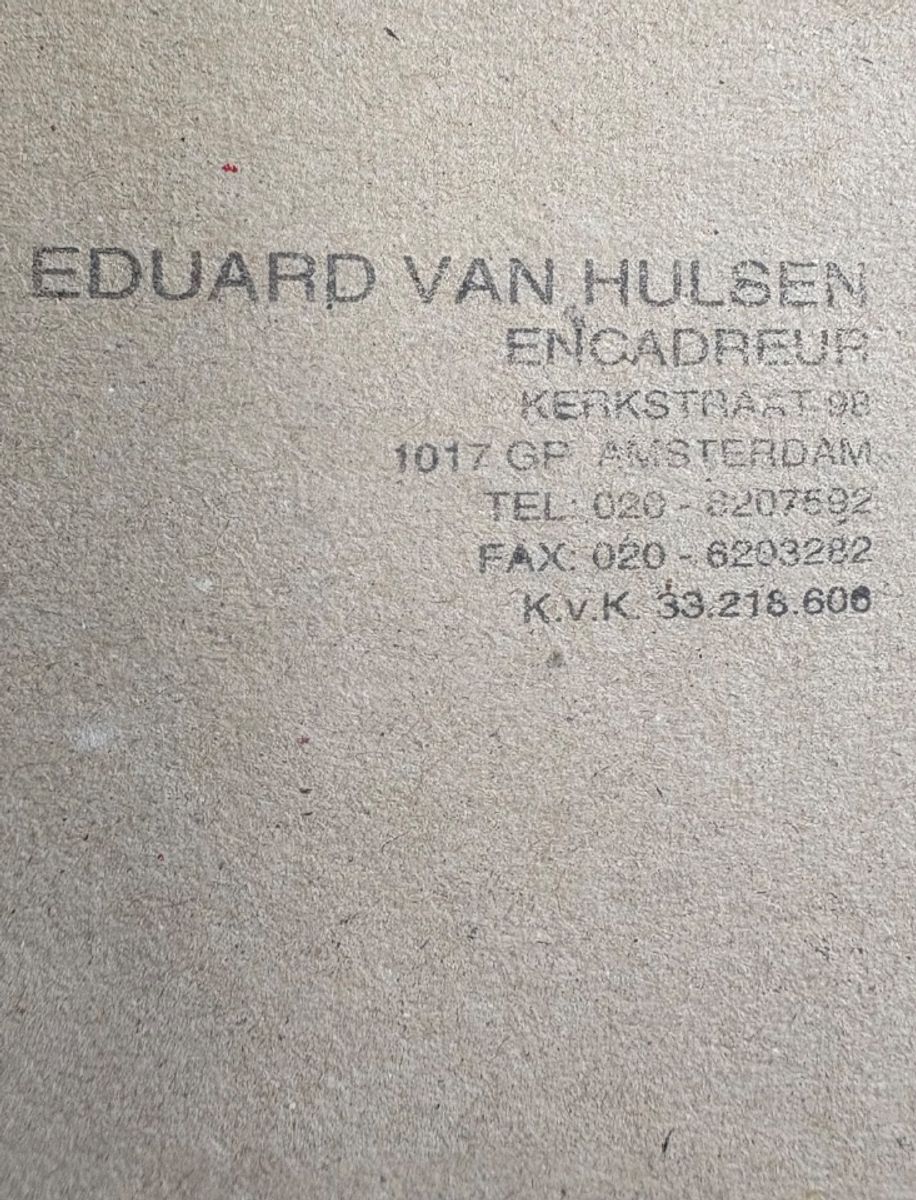 EDUARD VAN HULSEN
ENCADREUR
KERKSTRAAT 98
1017 GP AMSTERDAM
TEL: 020 - 6207592
FAX: 020 - 6203282
K.v.K. 33.218.606